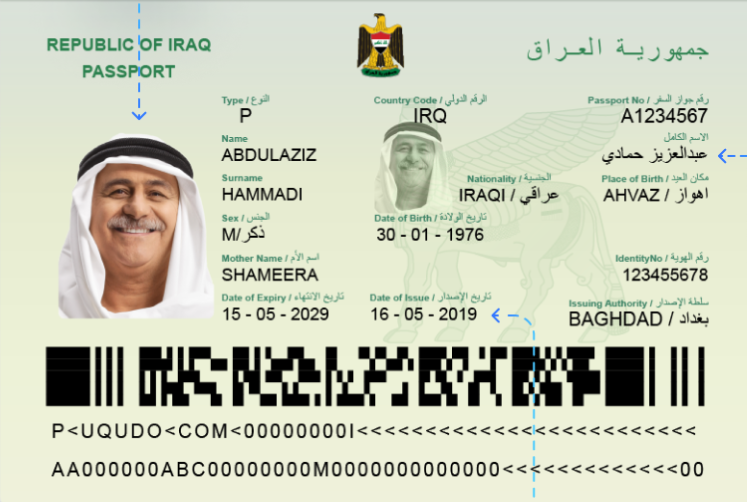 REPUBLIC OF IRAQ
PASSPORT
جمهورية العراق
Type / النوع
P
Country Code / الرقم الدولي
IRQ
Passport No / رقم جواز السفر
A1234567
Name
ABDULAZIZ
الاسم الكامل
عبدالعزيز حمادي
Surname
HAMMADI
Nationality / الجنسية
IRAQI / عراقي
Place of Birth / مكان العيد
AHVAZ / اهواز
Sex / الجنس
M/ذكر
Date of Birth / تاريخ الولادة
30 - 01 - 1976
Mother Name / اسم الأم
SHAMEERA
IdentityNo / رقم الهوية
123455678
Date of Expiry / تاريخ الانتهاء
15 - 05 - 2029
Date of Issue / تاريخ الإصدار
16 - 05 - 2019
Issuing Authority / سلطة الإصدار
BAGHDAD / بغداد
P<UQUDO<COM<00000000I<<<<<<<<<<<<<<<<<<<<<<<<<
AA000000ABC00000000M0000000000000<<<<<<<<<<<<<00